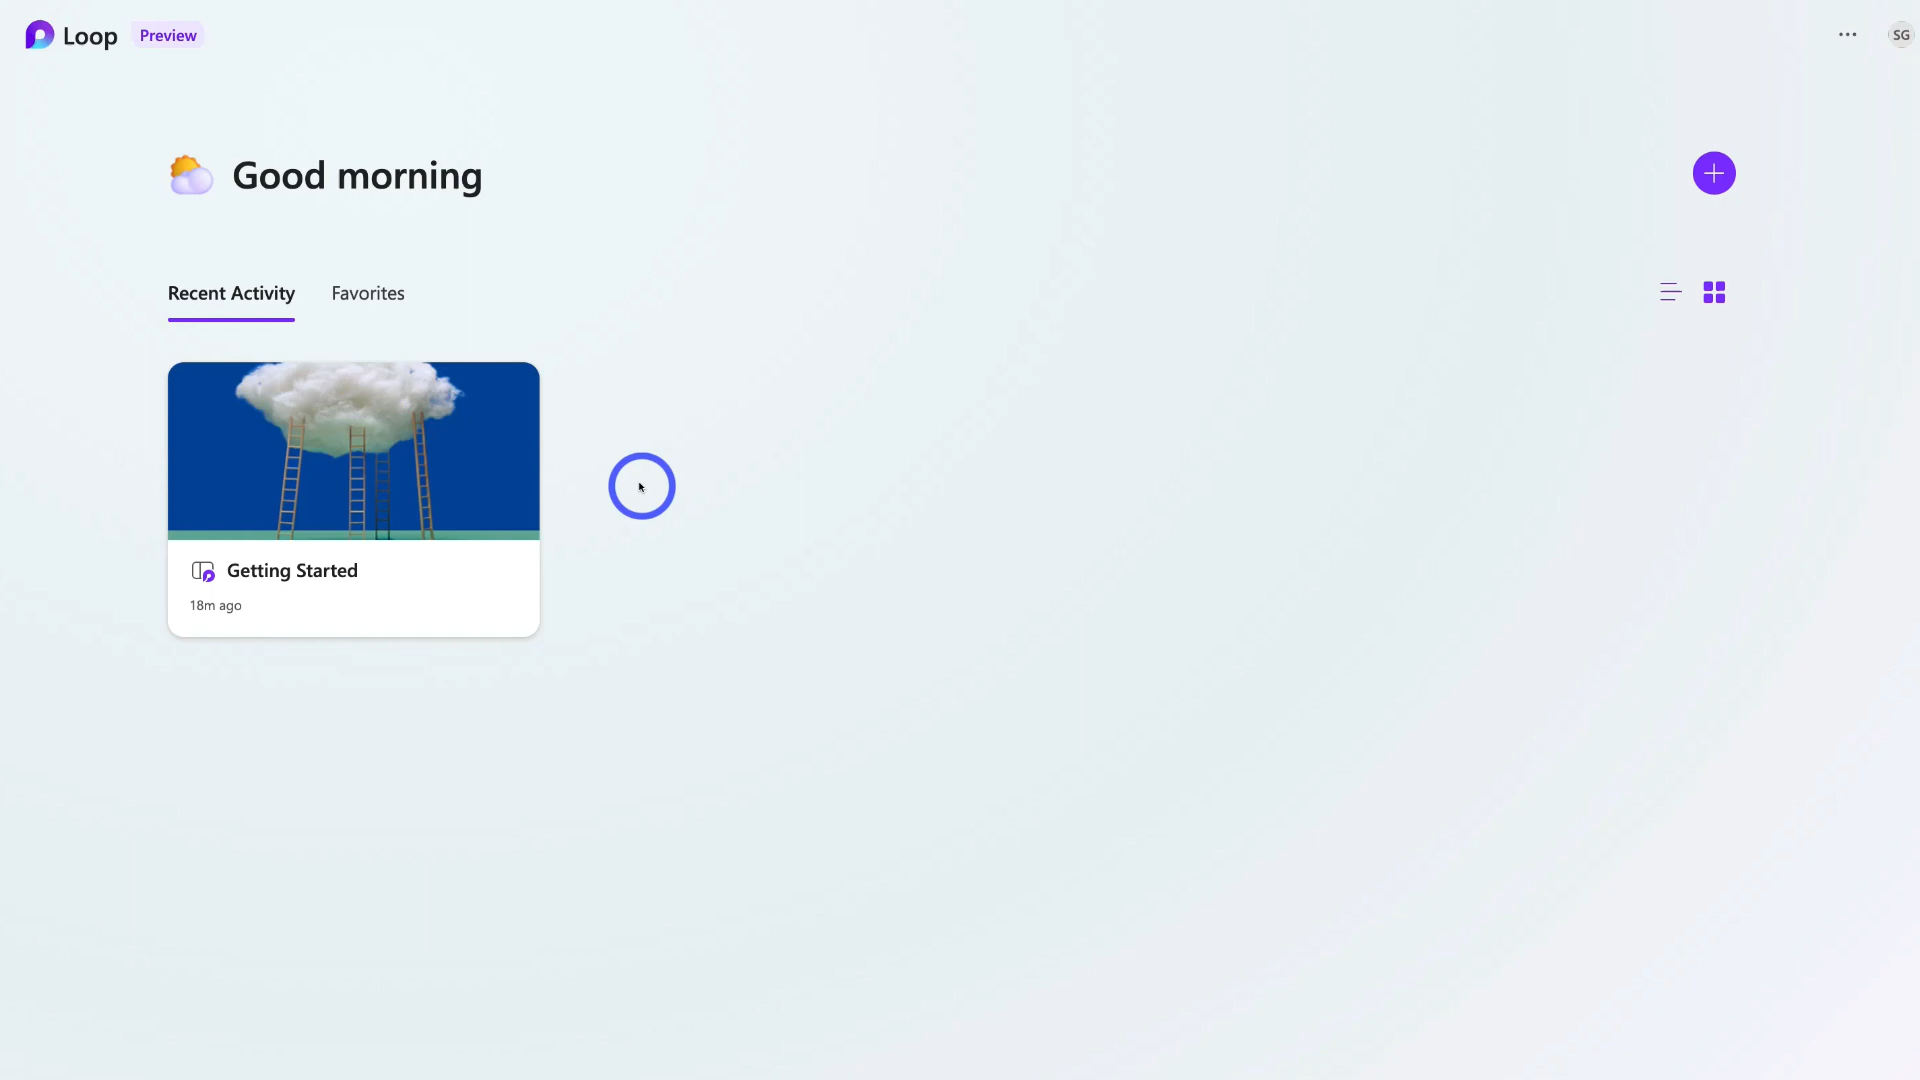 Loop Preview
SG
Good morning
Recent Activity Favorites
Getting Started
18m ago